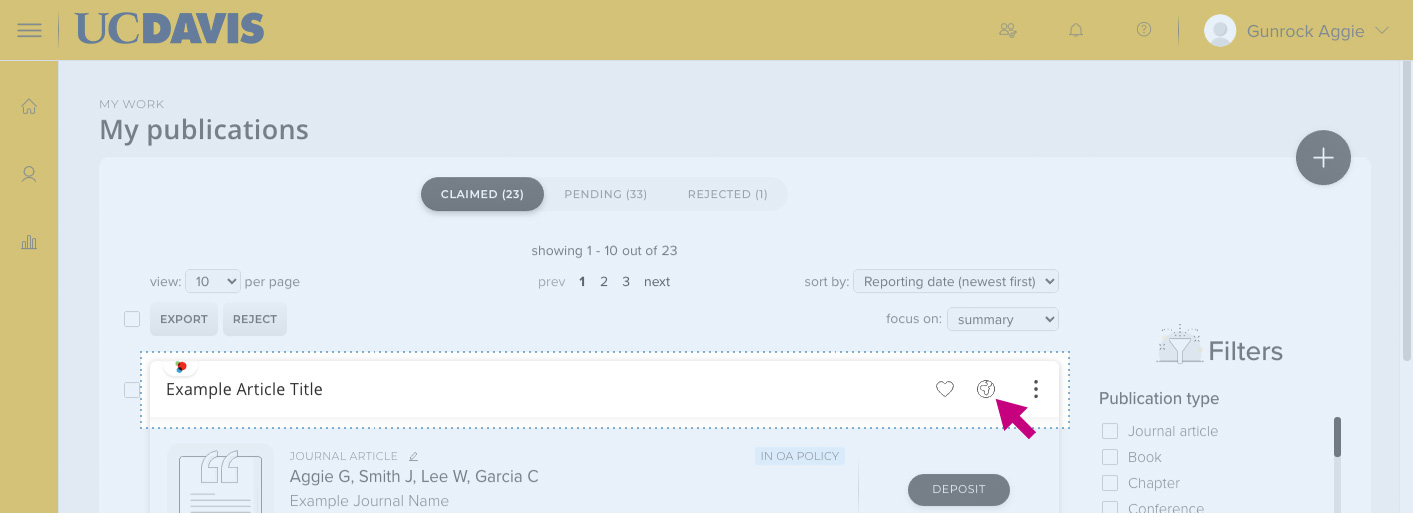 UCDAVIS
Gunrock Aggie
MY WORK
My publications
CLAIMED (23) PENDING (33) REJECTED (1)
showing 1 - 10 out of 23
view: 10 per page
prev 1 2 3 next
sort by: Reporting date (newest first)
EXPORT REJECT
focus on: summary
Filters
Example Article Title
Publication type
Journal article
Book
Chapter
Conference
JOURNAL ARTICLE
IN OA POLICY
Aggie G, Smith J, Lee W, Garcia C
Example Journal Name
DEPOSIT